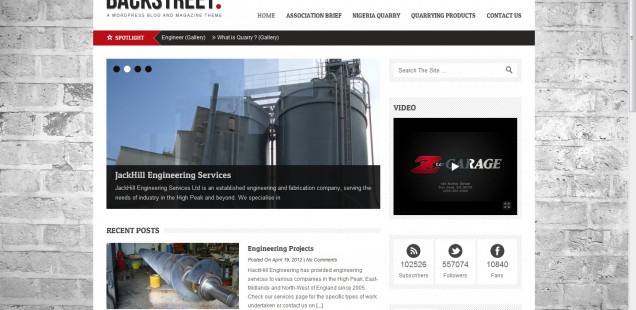 BACKSTREET.
A WORDPRESS BLOG AND MAGAZINE THEME
HOME ASSOCIATION BRIEF NIGERIA QUARRY QUARRYING PRODUCTS CONTACT US
SPOTLIGHT Engineer (Gallery) » What is Quarry ? (Gallery)
JackHill Engineering Services
JackHill Engineering Services Ltd is an established engineering and fabrication company, serving the
needs of industry in the High Peak and beyond. We specialise in
Search The Site ...
VIDEO
GARAGE
102526 557074 10840
Subscribers Followers Fans
RECENT POSTS
Engineering Projects
Posted On April 19, 2012 | No Comments
HackHill Engineering has provided engineering
services to various companies in the High Peak, East-
Midlands and North-West of England since 2005.
Check our services page for the specific types of work
undertaken or contact us on [...]